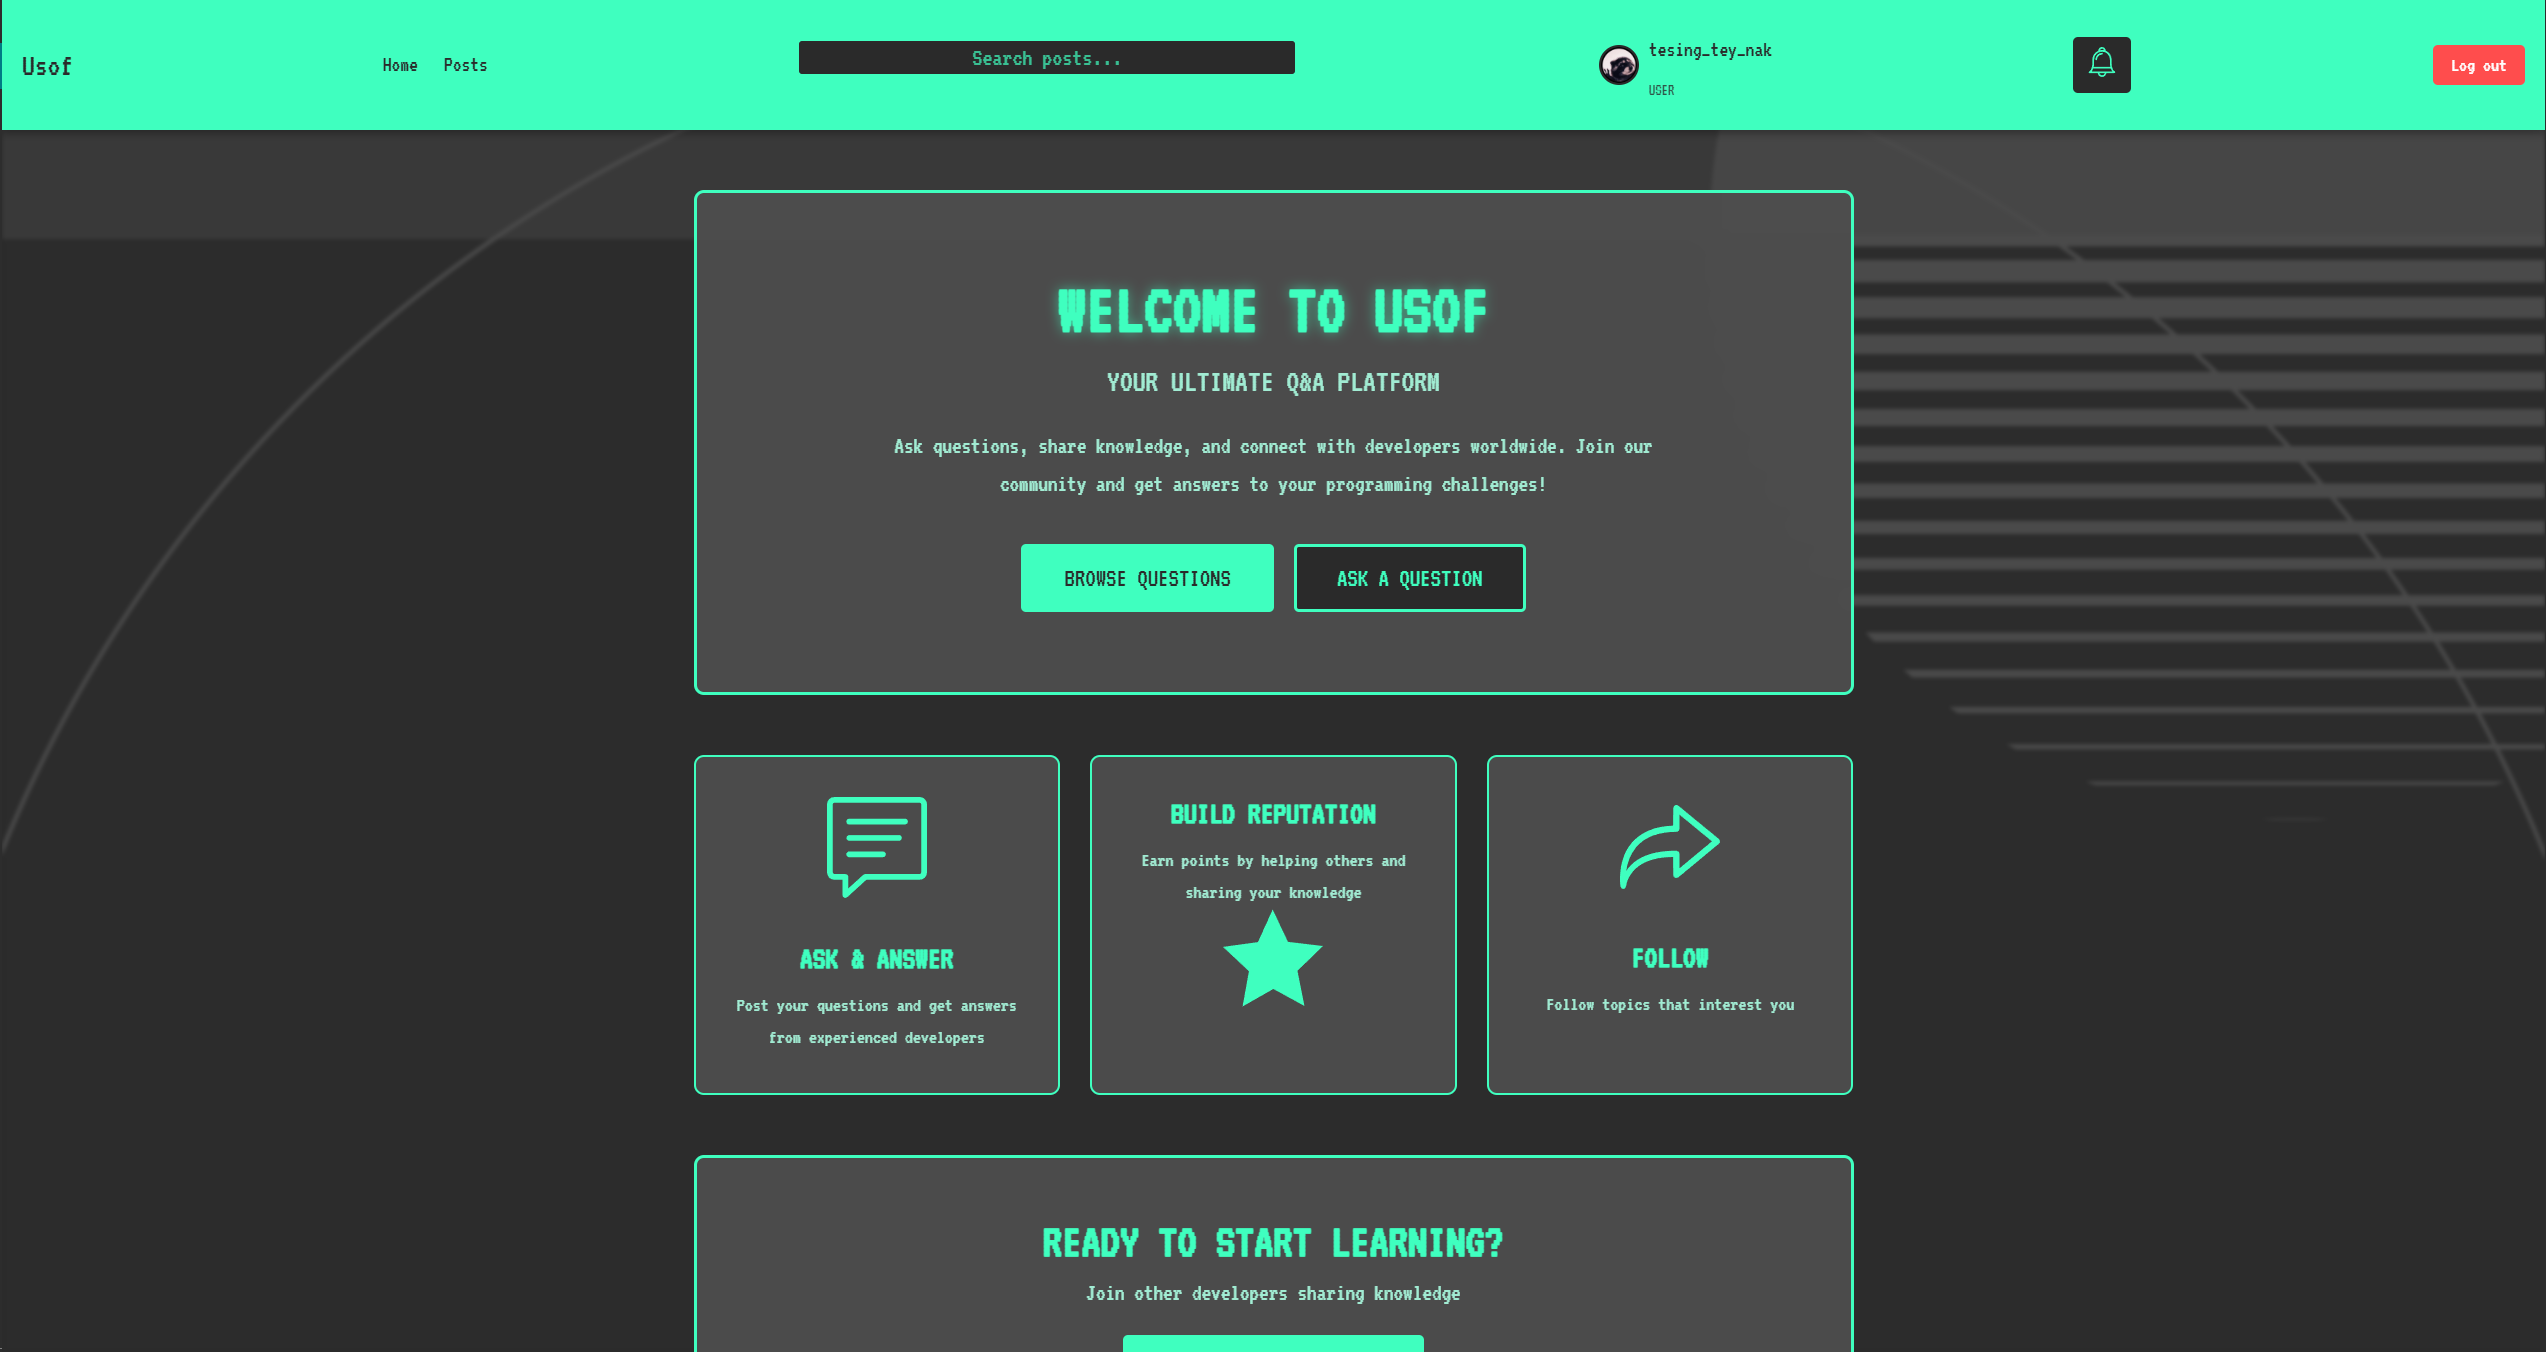 Usof
Home
Posts
Search posts...
tesing_tey_nak
USER
Log out
WELCOME TO USOF
YOUR ULTIMATE Q&A PLATFORM
Ask questions, share knowledge, and connect with developers worldwide. Join our
community and get answers to your programming challenges!
BROWSE QUESTIONS
ASK A QUESTION
ASK & ANSWER
Post your questions and get answers
from experienced developers
BUILD REPUTATION
Earn points by helping others and
sharing your knowledge
FOLLOW
Follow topics that interest you
READY TO START LEARNING?
Join other developers sharing knowledge